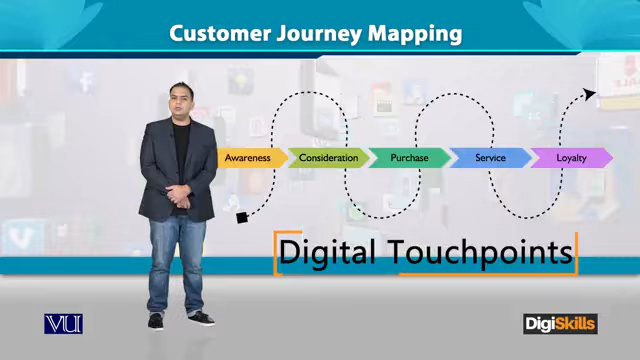 Customer Journey Mapping
Awareness
Consideration
Purchase
Service
Loyalty
Digital Touchpoints
VU
DigiSkills